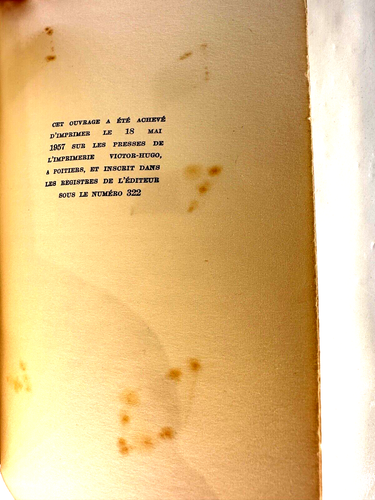 CET OUVRAGE A ÉTÉ ACHEVÉ
D'IMPRIMER LE 18 MAI
1957 SUR LES PRESSES DE
L'IMPRIMERIE VICTOR-HUGO,
A POITIERS, ET INSCRIT DANS
LES REGISTRES DE L'ÉDITEUR
SOUS LE NUMÉRO 322